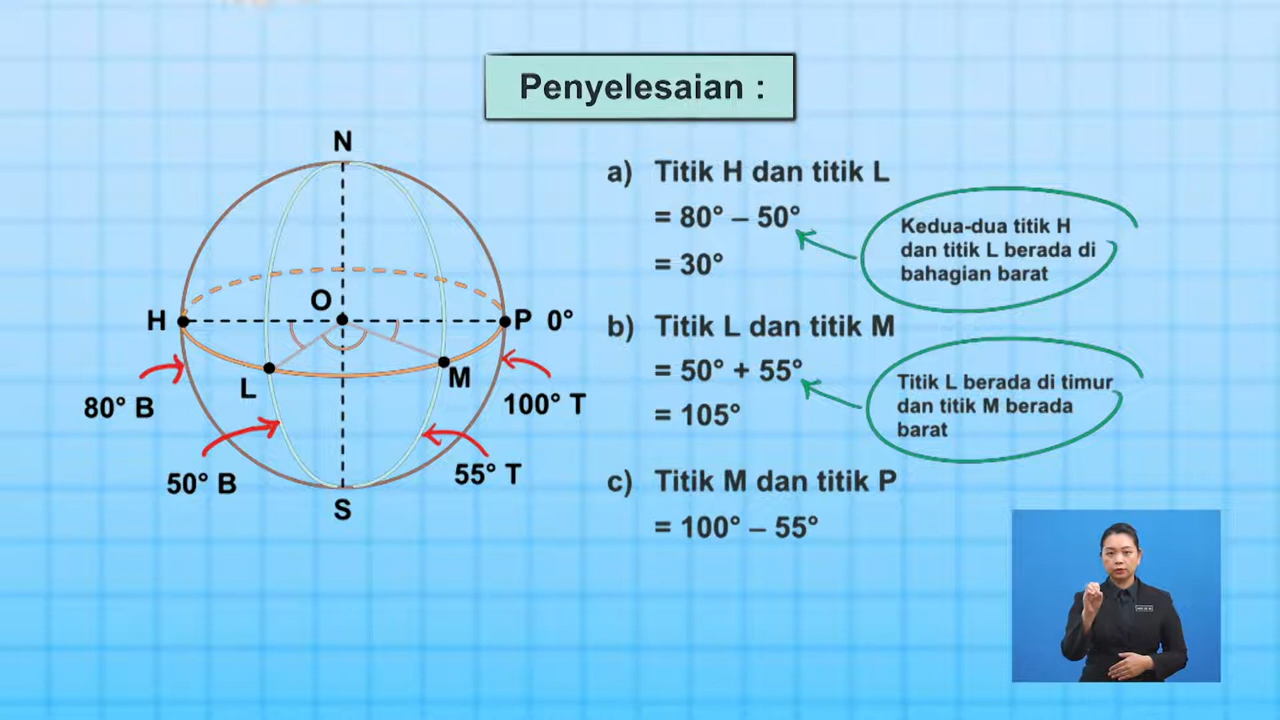 Penyelesaian :
N
O
H
P 0°
L
M
80° B
100° T
50° B
55° T
S
a) Titik H dan titik L
= 80° – 50°
= 30°
Kedua-dua titik H
dan titik L berada di
bahagian barat
b) Titik L dan titik M
= 50° + 55°
= 105°
Titik L berada di timur
dan titik M berada
barat
c) Titik M dan titik P
= 100° – 55°